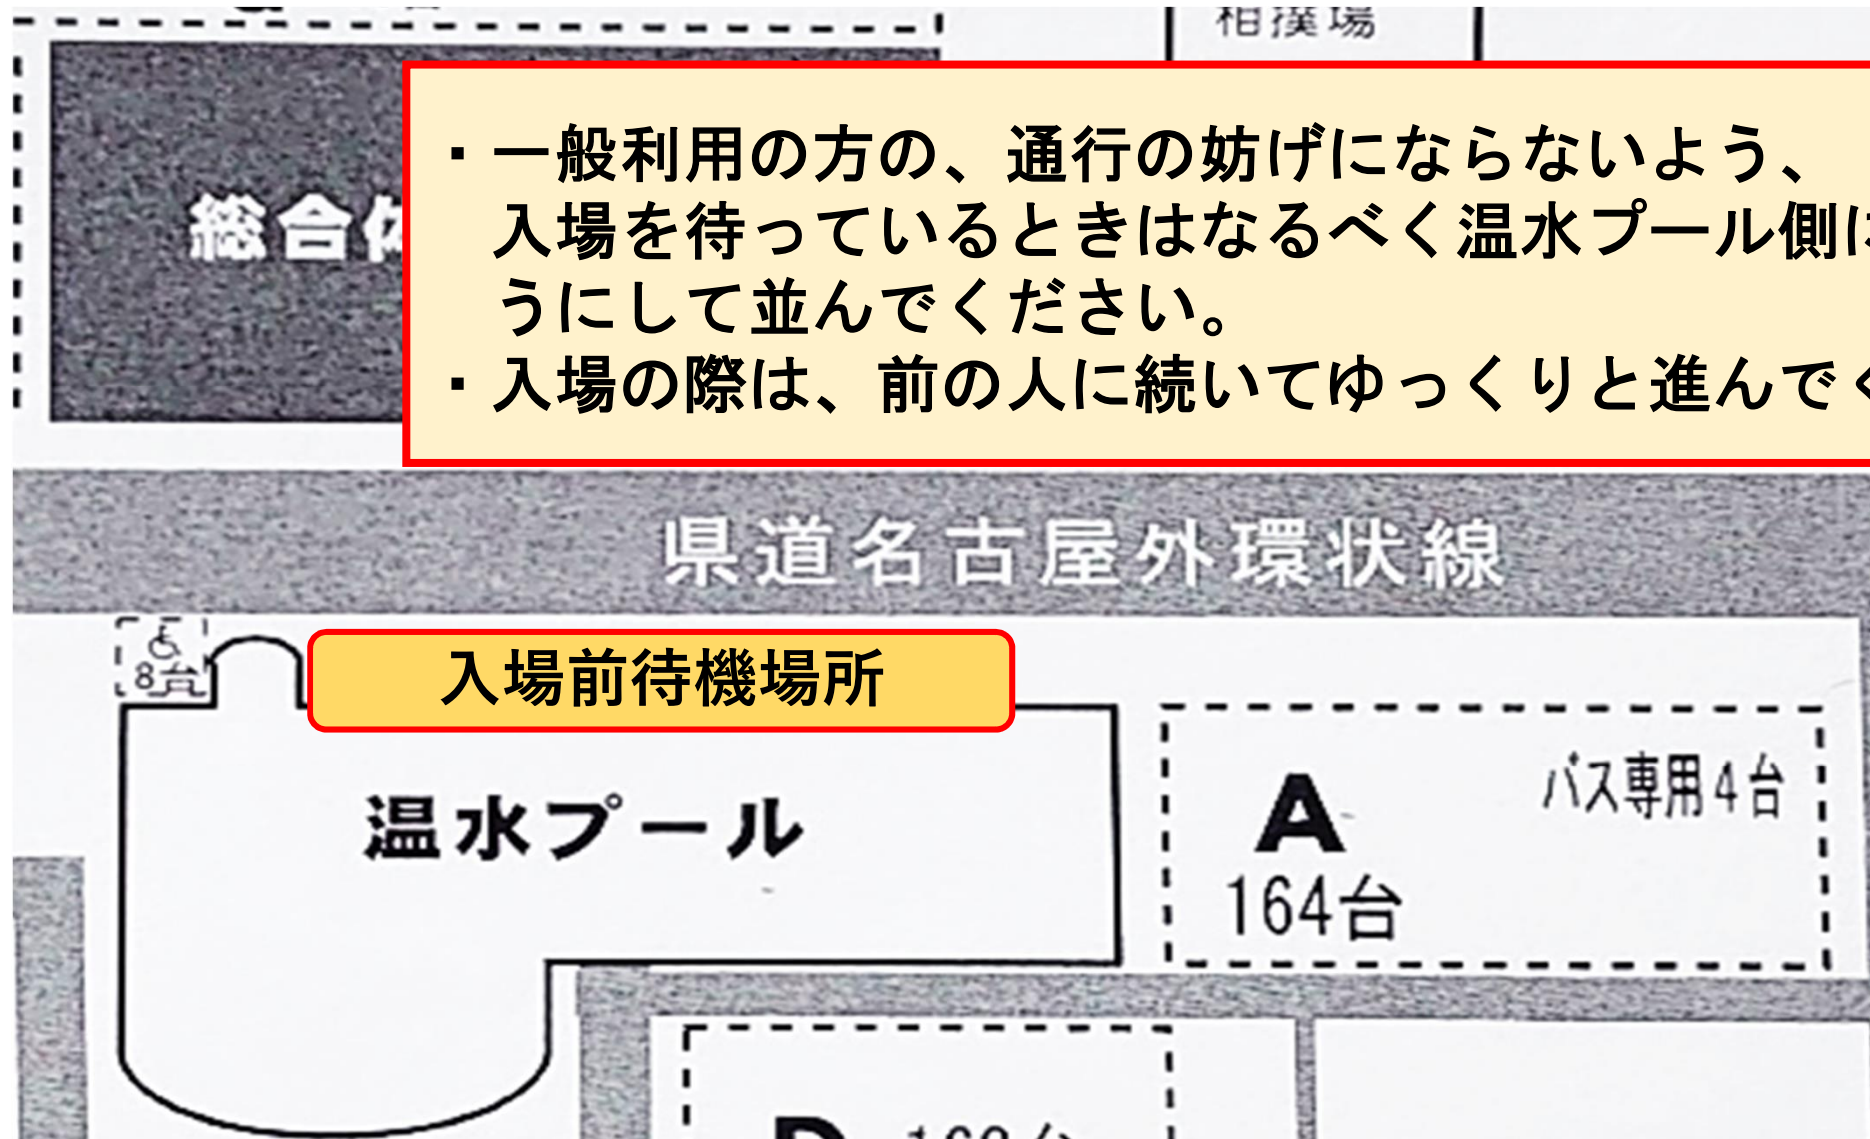 相撲場
・一般利用の方の、通行の妨げにならないよう、
入場を待っているときはなるべく温水プール側に
うにして並んでください。
・入場の際は、前の人に続いてゆっくりと進んでく
総合体
県道名古屋外環状線
8台
入場前待機場所
温水プール
A
バス専用4台
164台
D